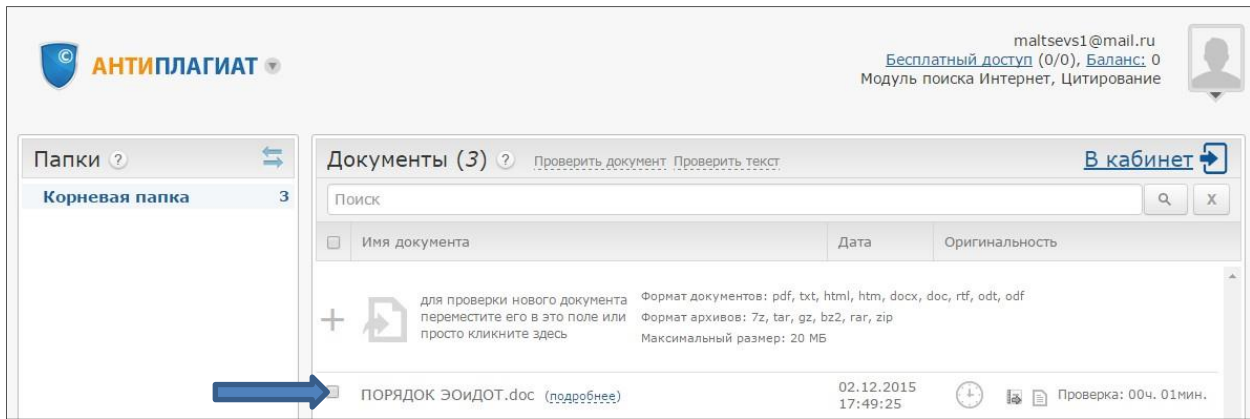 maltsevs1@mail.ru
© АНТИПЛАГИАТ
Бесплатный доступ (0/0), Баланс: 0
Модуль поиска Интернет, Цитирование
Папки ?
Документы (3) ? Проверить документ Проверить текст В кабинет
Корневая папка 3
Поиск X
Имя документа Дата Оригинальность
для проверки нового документа
переместите его в это поле или
просто кликните здесь
Формат документов: pdf, txt, html, htm, docx, doc, rtf, odt, odf
Формат архивов: 7z, tar, gz, bz2, rar, zip
Максимальный размер: 20 МБ
ПОРЯДОК ЭОиДОТ.doc (подробнее)
02.12.2015
17:49:25
Проверка: 00ч. 01мин.